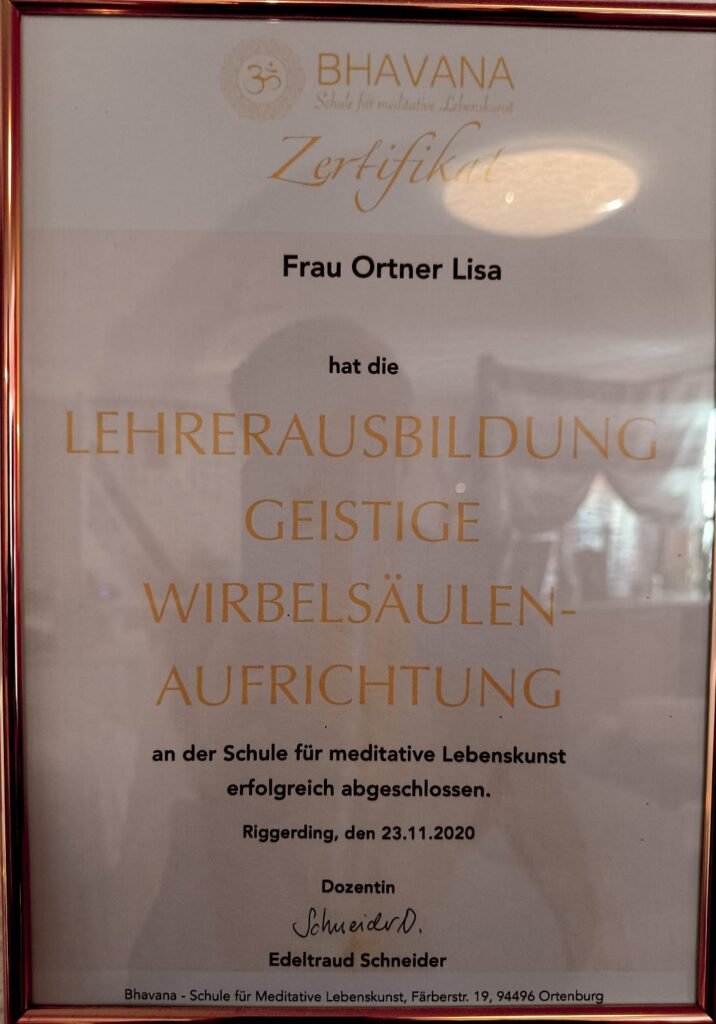 BHAVANA
Schule für meditative Lebenskunst
Zertifikat
Frau Ortner Lisa
hat die
LEHRERAUSBILDUNG
GEISTIGE
WIRBELSÄULEN-
AUFRICHTUNG
an der Schule für meditative Lebenskunst
erfolgreich abgeschlossen.
Riggerding, den 23.11.2020
Dozentin
Schneider D.
Edeltraud Schneider
Bhavana - Schule für Meditative Lebenskunst, Färberstr. 19, 94496 Ortenburg